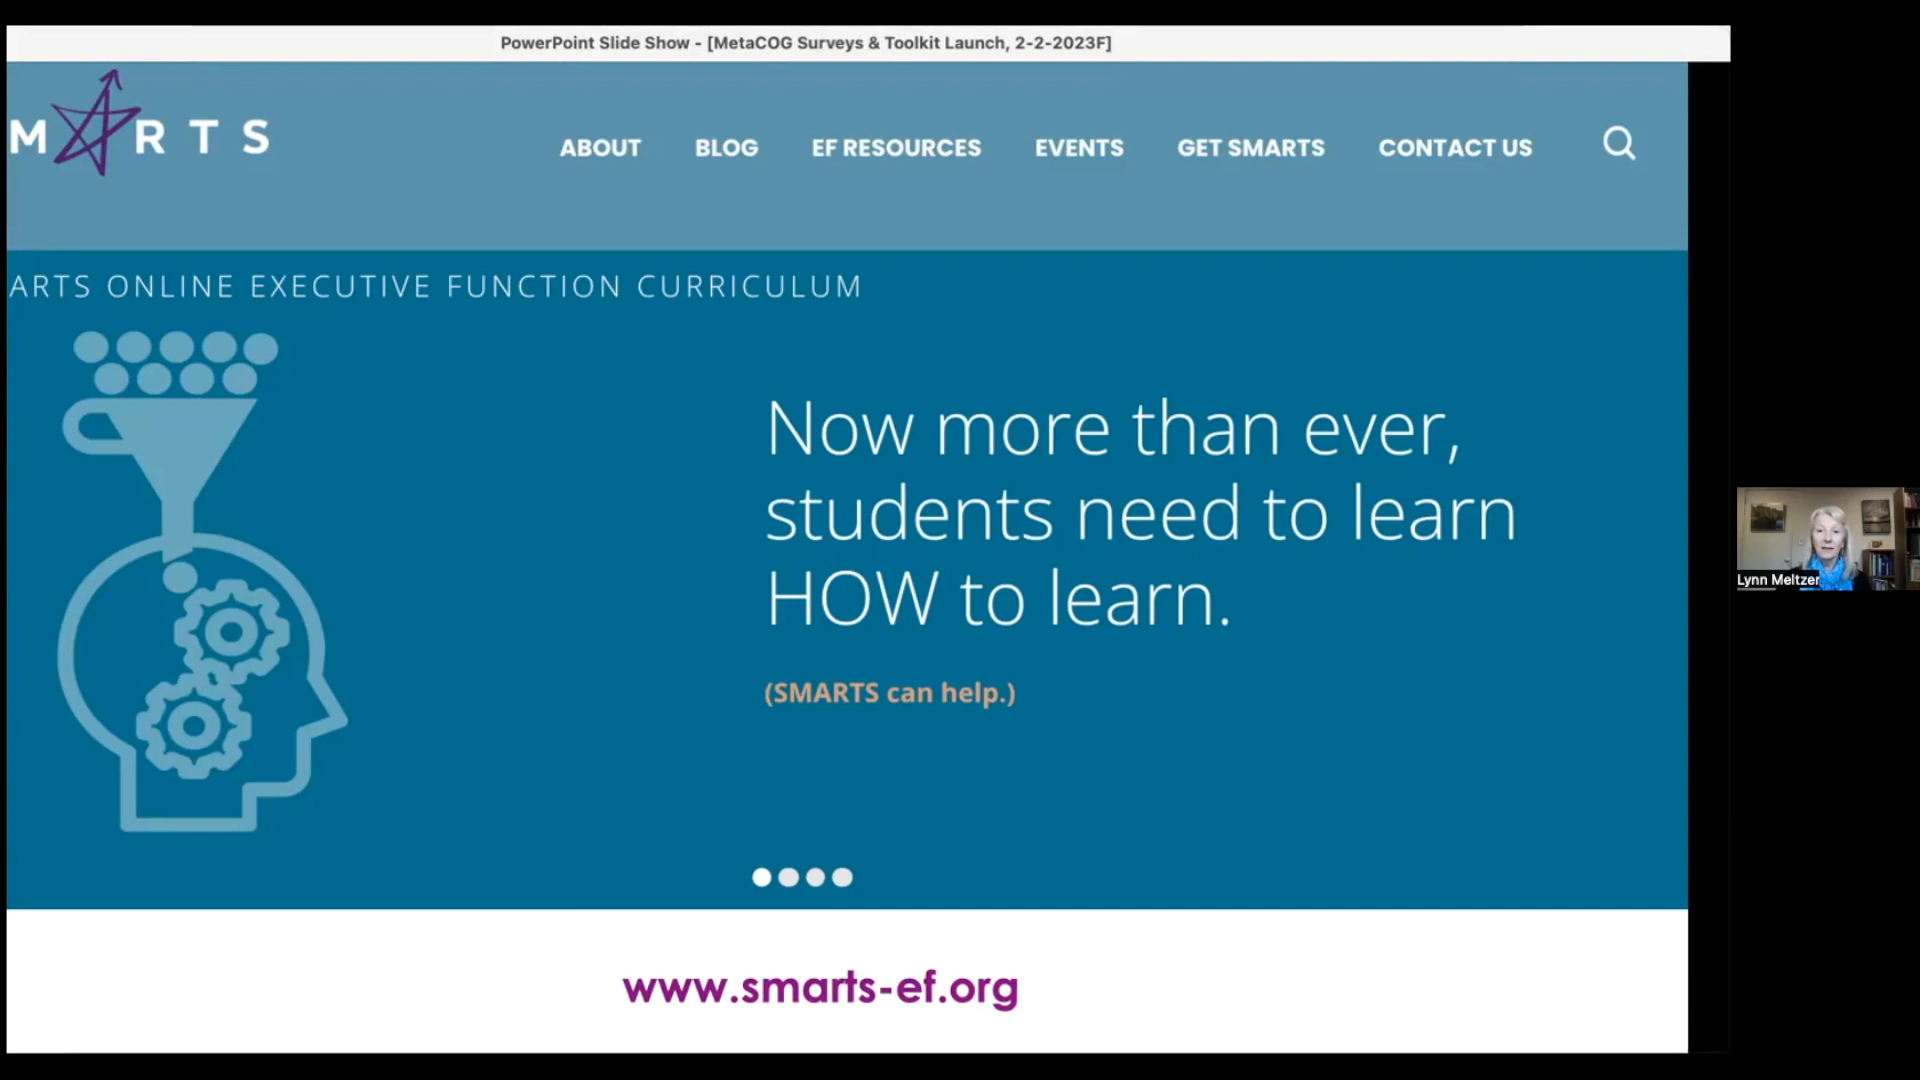 PowerPoint Slide Show - [MetaCOG Surveys & Toolkit Launch, 2-2-2023F]
M RTS
ABOUT BLOG EF RESOURCES EVENTS GET SMARTS CONTACT US
ARTS ONLINE EXECUTIVE FUNCTION CURRICULUM
Now more than ever,
students need to learn
HOW to learn.
(SMARTS can help.)
Lynn Meltzer
www.smarts-ef.org